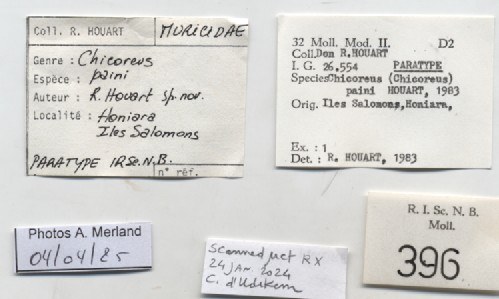 Coll. R. HOUART MURICIDAE
Genre : Chicoreus
Espèce : paini
Auteur : R. Houart sp. nov.
Localité : Honiara
Iles Salomons
PARATYPE IRSc.N.B.
n° réf.
32 Moll. Mod. II. D2
Coll. Don R. HOUART
I. G. 26,554 PARATYPE
Species Chicoreus (Chicoreus)
paini HOUART, 1983
Orig. Iles Salomons, Honiara,
Ex. : 1
Det. : R. HOUART, 1983
Photos A. Merland
04/04/85
Scanned met RX
24 JAN. 2024
C. d'Udekem
R. I. Sc. N. B.
Moll.
396